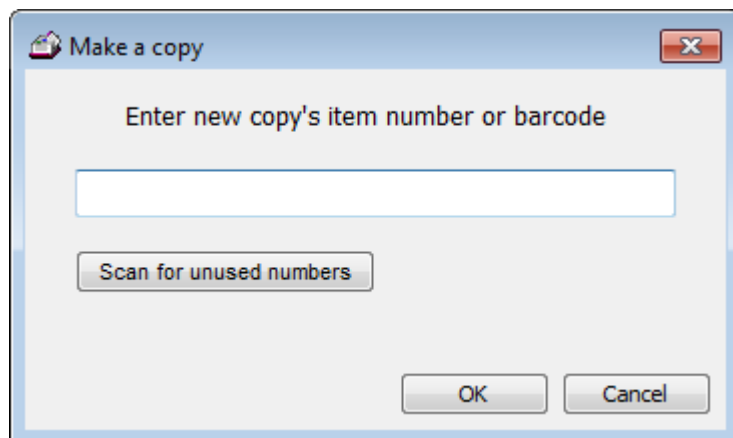 Make a copy
Enter new copy's item number or barcode
Scan for unused numbers
OK Cancel